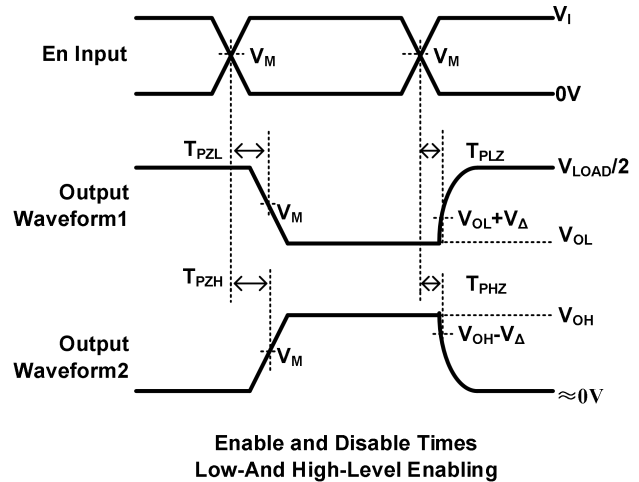 V_I
En Input
V_M
V_M
0V
T_PZL
T_PLZ
V_LOAD/2
Output
Waveform1
V_M
V_OL+V_Δ
V_OL
T_PZH
T_PHZ
V_OH
Output
Waveform2
V_M
V_OH-V_Δ
≈0V
Enable and Disable Times
Low-And High-Level Enabling